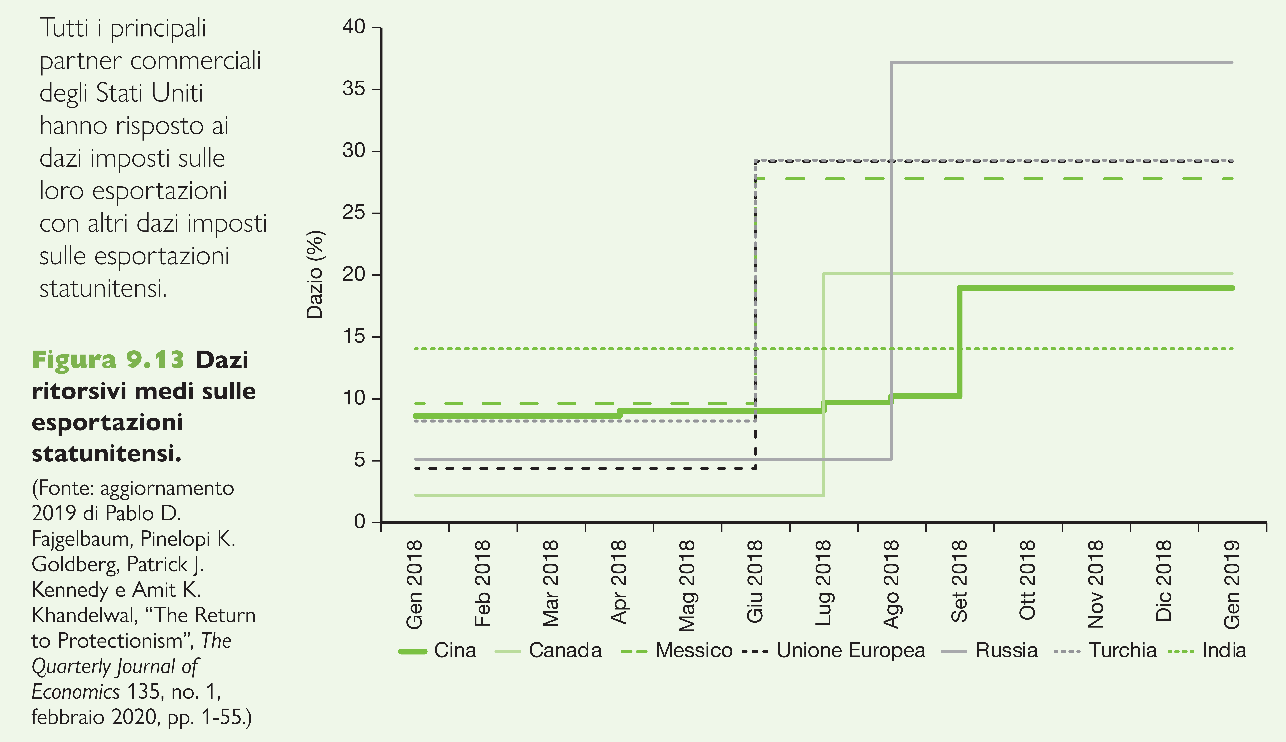 Tutti i principali
partner commerciali
degli Stati Uniti
hanno risposto ai
dazi imposti sulle
loro esportazioni
con altri dazi imposti
sulle esportazioni
statunitensi.
Figura 9.13 Dazi
ritorsivi medi sulle
esportazioni
statunitensi.
(Fonte: aggiornamento
2019 di Pablo D.
Fajgelbaum, Pinelopi K.
Goldberg, Patrick J.
Kennedy e Amit K.
Khandelwal, “The Return
to Protectionism”, The
Quarterly Journal of
Economics 135, no. 1,
febbraio 2020, pp. 1-55.)
Dazio (%)
40
35
30
25
20
15
10
5
0
Gen 2018
Feb 2018
Mar 2018
Apr 2018
Mag 2018
Giu 2018
Lug 2018
Ago 2018
Set 2018
Ott 2018
Nov 2018
Dic 2018
Gen 2019
Cina Canada Messico Unione Europea Russia Turchia India